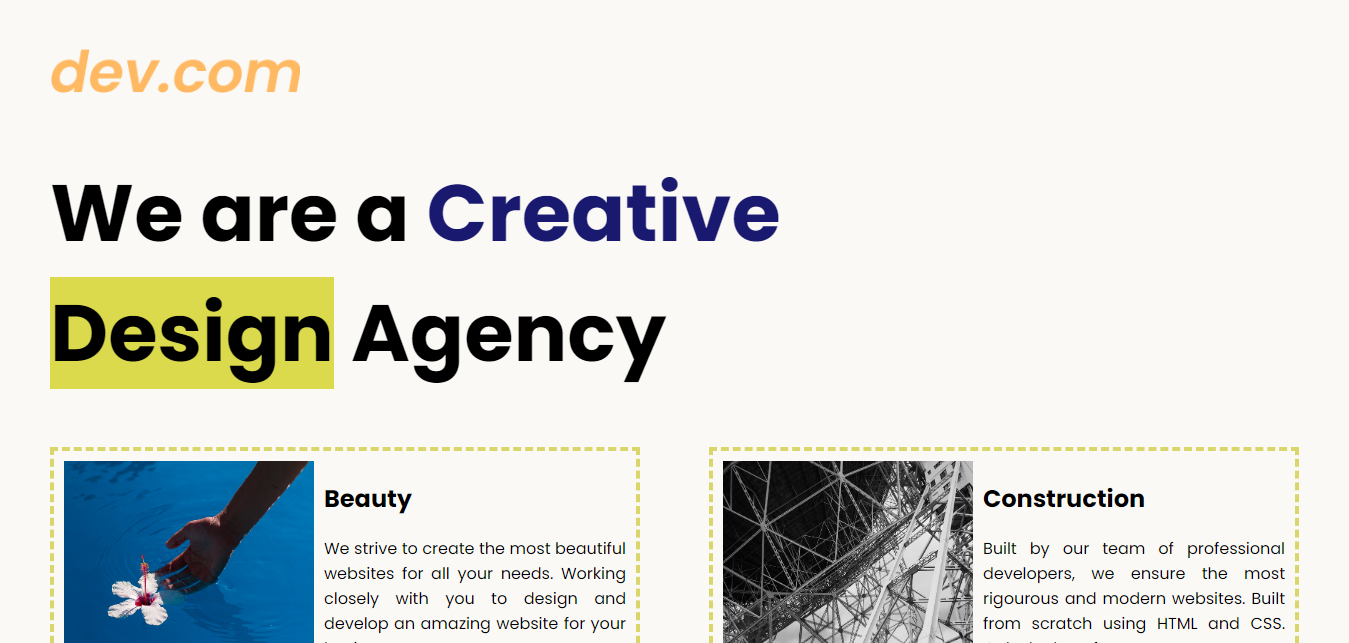 dev.com
We are a Creative
Design Agency
Beauty
We strive to create the most beautiful
websites for all your needs. Working
closely with you to design and
develop an amazing website for your
Construction
Built by our team of professional
developers, we ensure the most
rigourous and modern websites. Built
from scratch using HTML and CSS.